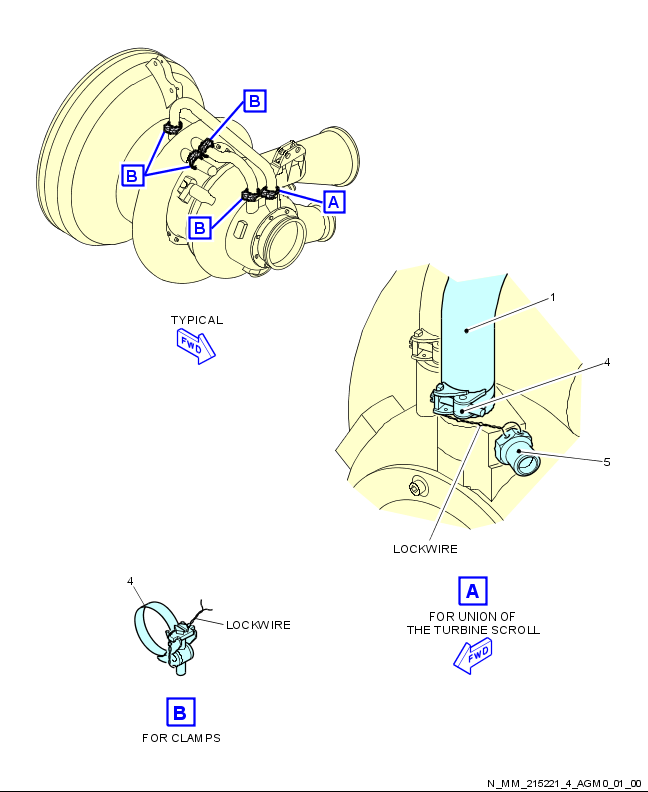 B
B
A
B
TYPICAL
FWD
1
4
5
LOCKWIRE
A
FOR UNION OF
THE TURBINE SCROLL
FWD
4
LOCKWIRE
B
FOR CLAMPS
N_MM_215221_4_AGM0_01_00